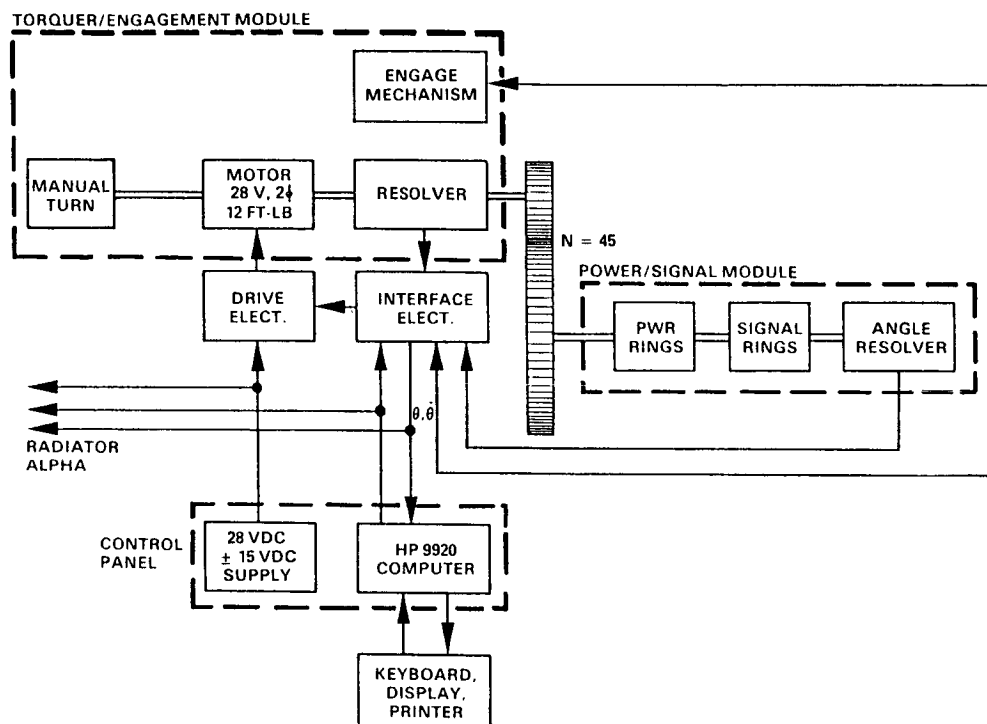 TORQUER/ENGAGEMENT MODULE
ENGAGE
MECHANISM
MANUAL
TURN
MOTOR
28 V, 2ϕ
12 FT-LB
RESOLVER
N = 45
POWER/SIGNAL MODULE
DRIVE
ELECT.
INTERFACE
ELECT.
PWR
RINGS
SIGNAL
RINGS
ANGLE
RESOLVER
θ, θ̇
RADIATOR
ALPHA
CONTROL
PANEL
28 VDC
± 15 VDC
SUPPLY
HP 9920
COMPUTER
KEYBOARD,
DISPLAY,
PRINTER